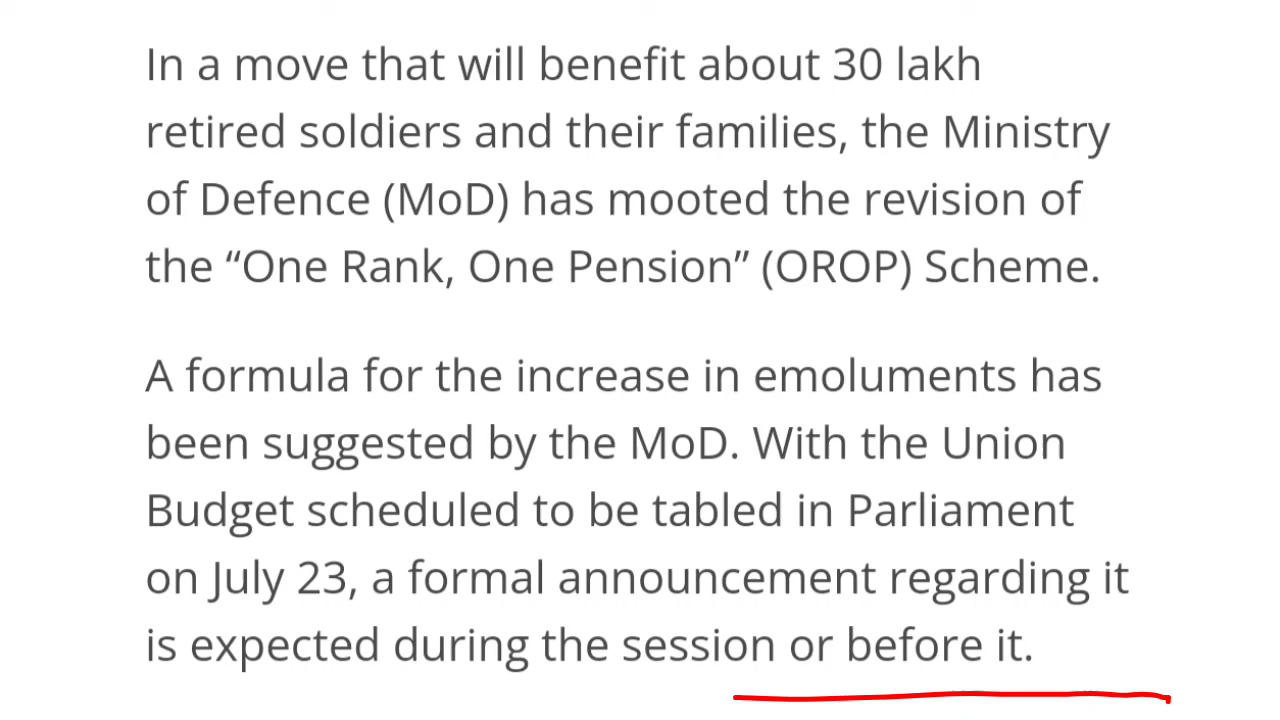 In a move that will benefit about 30 lakh
retired soldiers and their families, the Ministry
of Defence (MoD) has mooted the revision of
the “One Rank, One Pension” (OROP) Scheme.
A formula for the increase in emoluments has
been suggested by the MoD. With the Union
Budget scheduled to be tabled in Parliament
on July 23, a formal announcement regarding it
is expected during the session or before it.